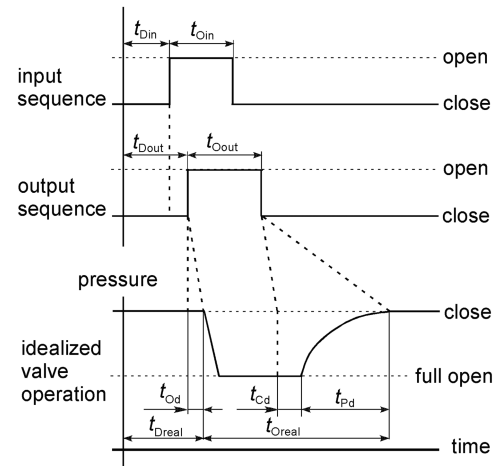 tDin tOin
open
input
sequence
close
tDout tOout
open
output
sequence
close
pressure
close
idealized
valve
operation
full open
tOd tCd tPd
tDreal tOreal
time